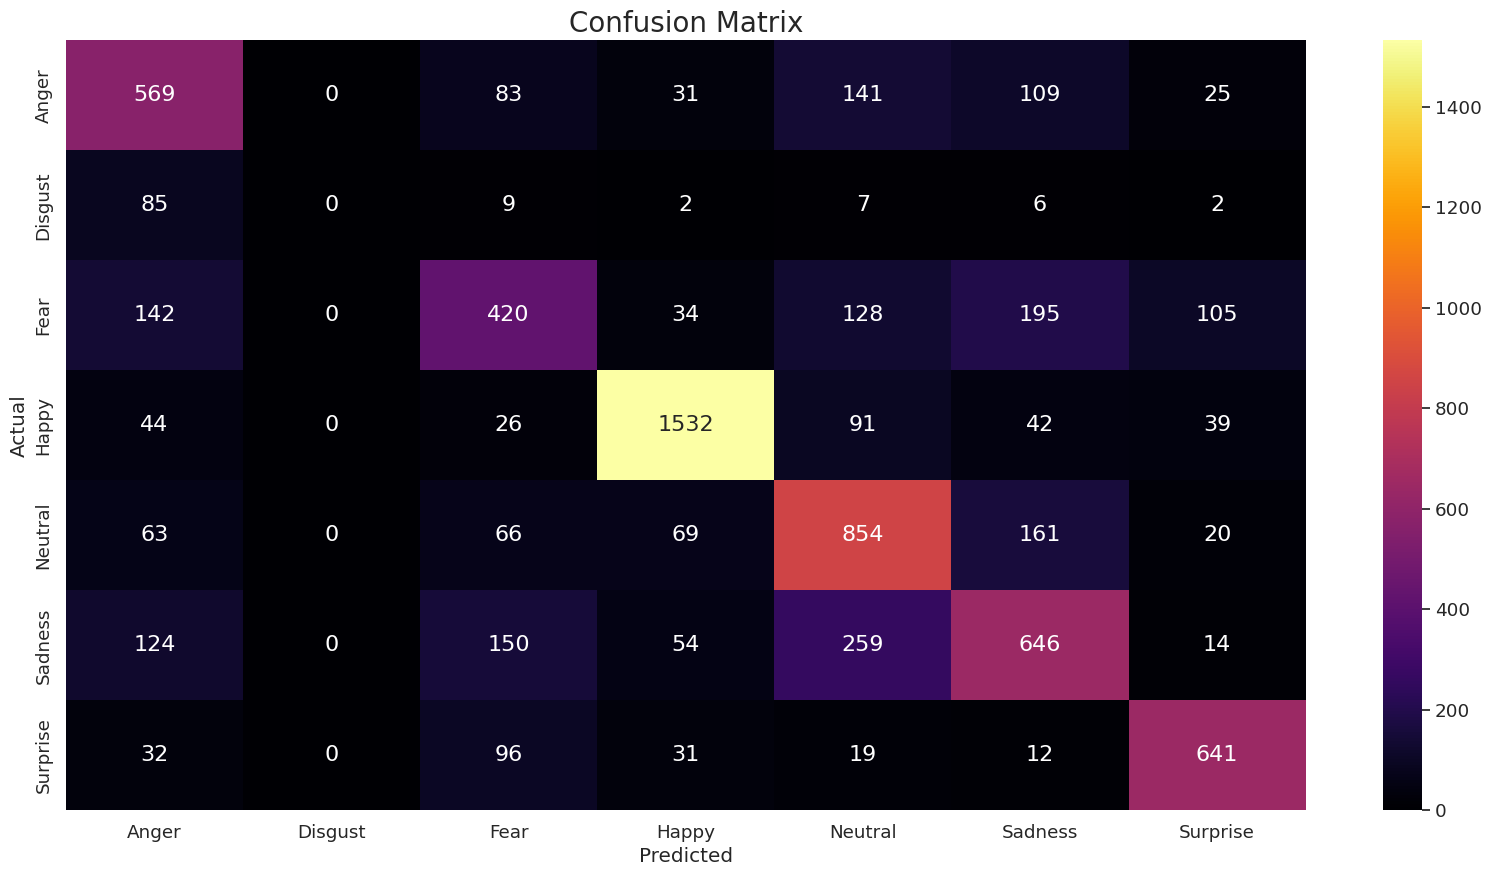 Confusion Matrix
Anger 569 0 83 31 141 109 25
Disgust 85 0 9 2 7 6 2
Fear 142 0 420 34 128 195 105
Happy 44 0 26 1532 91 42 39
Neutral 63 0 66 69 854 161 20
Sadness 124 0 150 54 259 646 14
Surprise 32 0 96 31 19 12 641
Actual
Anger Disgust Fear Happy Neutral Sadness Surprise
Predicted
1400
1200
1000
800
600
400
200
0